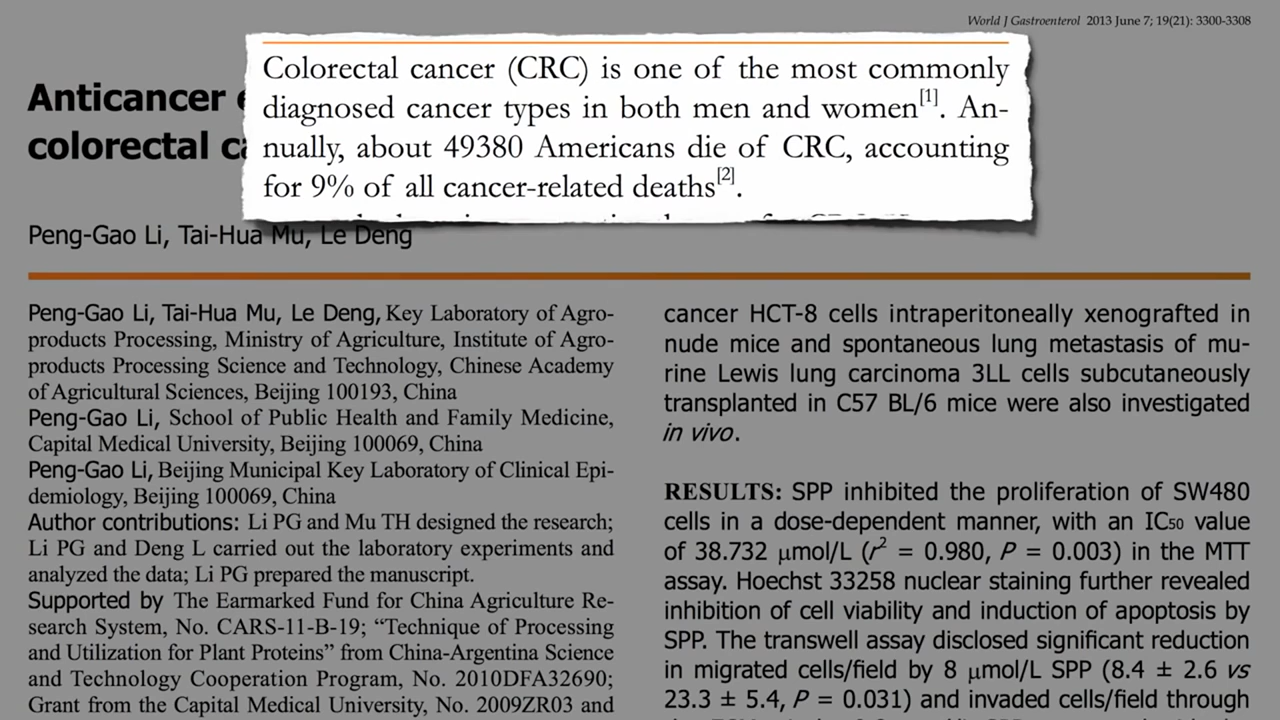 World J Gastroenterol 2013 June 7; 19(21): 3300-3308
Anticancer
colorectal
Colorectal cancer (CRC) is one of the most commonly
diagnosed cancer types in both men and women[1]. An-
nually, about 49380 Americans die of CRC, accounting
for 9% of all cancer-related deaths[2].
Peng-Gao Li, Tai-Hua Mu, Le Deng
Peng-Gao Li, Tai-Hua Mu, Le Deng, Key Laboratory of Agro-
products Processing, Ministry of Agriculture, Institute of Agro-
products Processing Science and Technology, Chinese Academy
of Agricultural Sciences, Beijing 100193, China
Peng-Gao Li, School of Public Health and Family Medicine,
Capital Medical University, Beijing 100069, China
Peng-Gao Li, Beijing Municipal Key Laboratory of Clinical Epi-
demiology, Beijing 100069, China
Author contributions: Li PG and Mu TH designed the research;
Li PG and Deng L carried out the laboratory experiments and
analyzed the data; Li PG prepared the manuscript.
Supported by The Earmarked Fund for China Agriculture Re-
search System, No. CARS-11-B-19; “Technique of Processing
and Utilization for Plant Proteins” from China-Argentina Science
and Technology Cooperation Program, No. 2010DFA32690;
Grant from the Capital Medical University, No. 2009ZR03 and
cancer HCT-8 cells intraperitoneally xenografted in
nude mice and spontaneous lung metastasis of mu-
rine Lewis lung carcinoma 3LL cells subcutaneously
transplanted in C57 BL/6 mice were also investigated
in vivo.
RESULTS: SPP inhibited the proliferation of SW480
cells in a dose-dependent manner, with an IC50 value
of 38.732 μmol/L (r2 = 0.980, P = 0.003) in the MTT
assay. Hoechst 33258 nuclear staining further revealed
inhibition of cell viability and induction of apoptosis by
SPP. The transwell assay disclosed significant reduction
in migrated cells/field by 8 μmol/L SPP (8.4 ± 2.6 vs
23.3 ± 5.4, P = 0.031) and invaded cells/field through